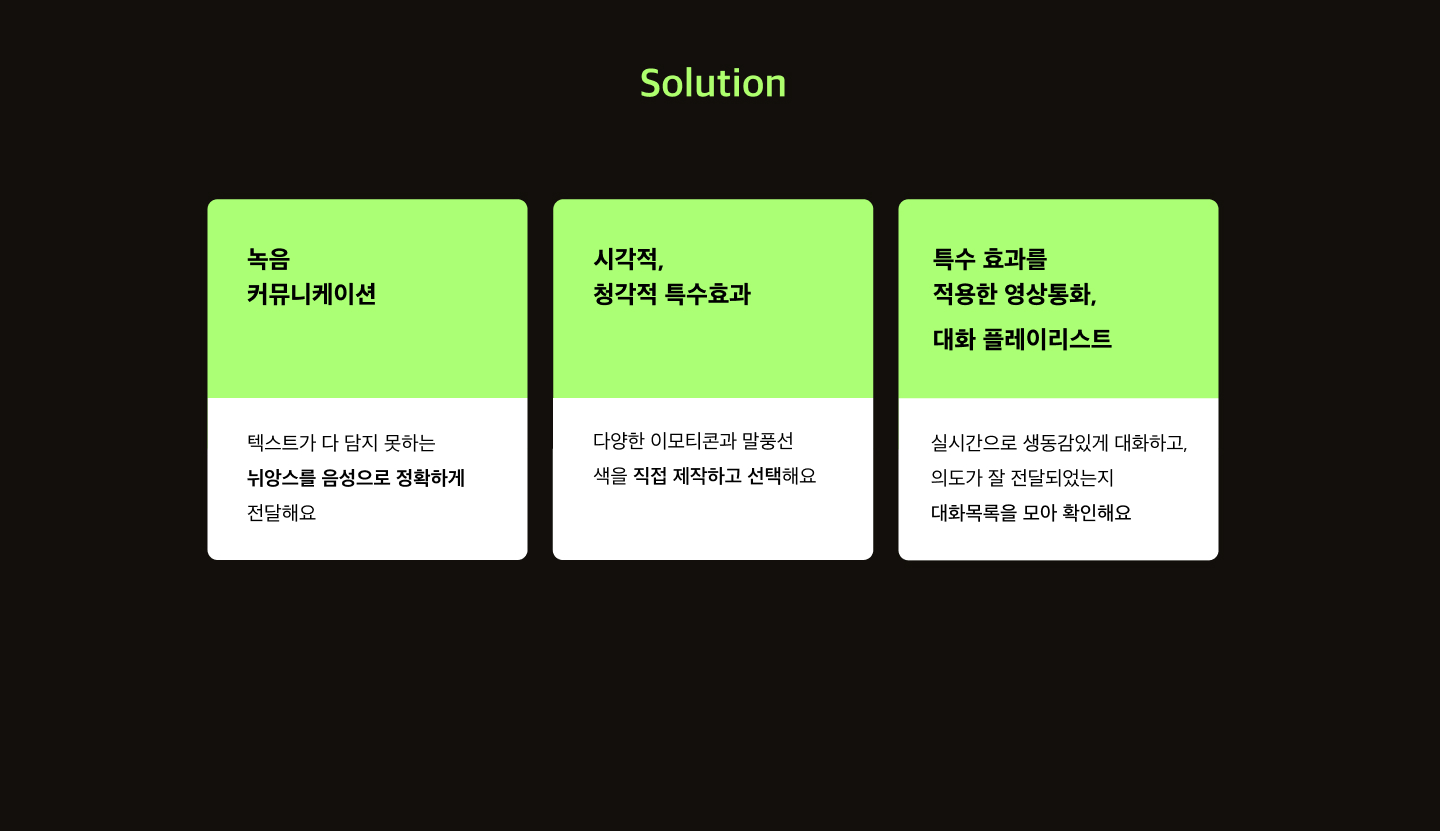 Solution
녹음
커뮤니케이션
텍스트가 다 담지 못하는
뉘앙스를 음성으로 정확하게
전달해요
시각적,
청각적 특수효과
다양한 이모티콘과 말풍선
색을 직접 제작하고 선택해요
특수 효과를
적용한 영상통화,
대화 플레이리스트
실시간으로 생동감있게 대화하고,
의도가 잘 전달되었는지
대화목록을 모아 확인해요